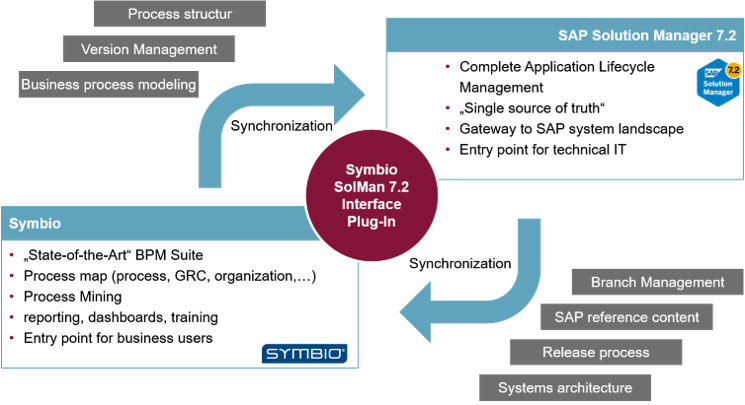 Process structur
Version Management
Business process modeling
Synchronization
SAP Solution Manager 7.2
• Complete Application Lifecycle
Management
• „Single source of truth“
• Gateway to SAP system landscape
• Entry point for technical IT
SAP 7.2
Solution
Manager
Symbio
SolMan 7.2
Interface
Plug-In
Symbio
• „State-of-the-Art“ BPM Suite
• Process map (process, GRC, organization,…)
• Process Mining
• reporting, dashboards, training
• Entry point for business users
SYMBIO®
Synchronization
Branch Management
SAP reference content
Release process
Systems architecture